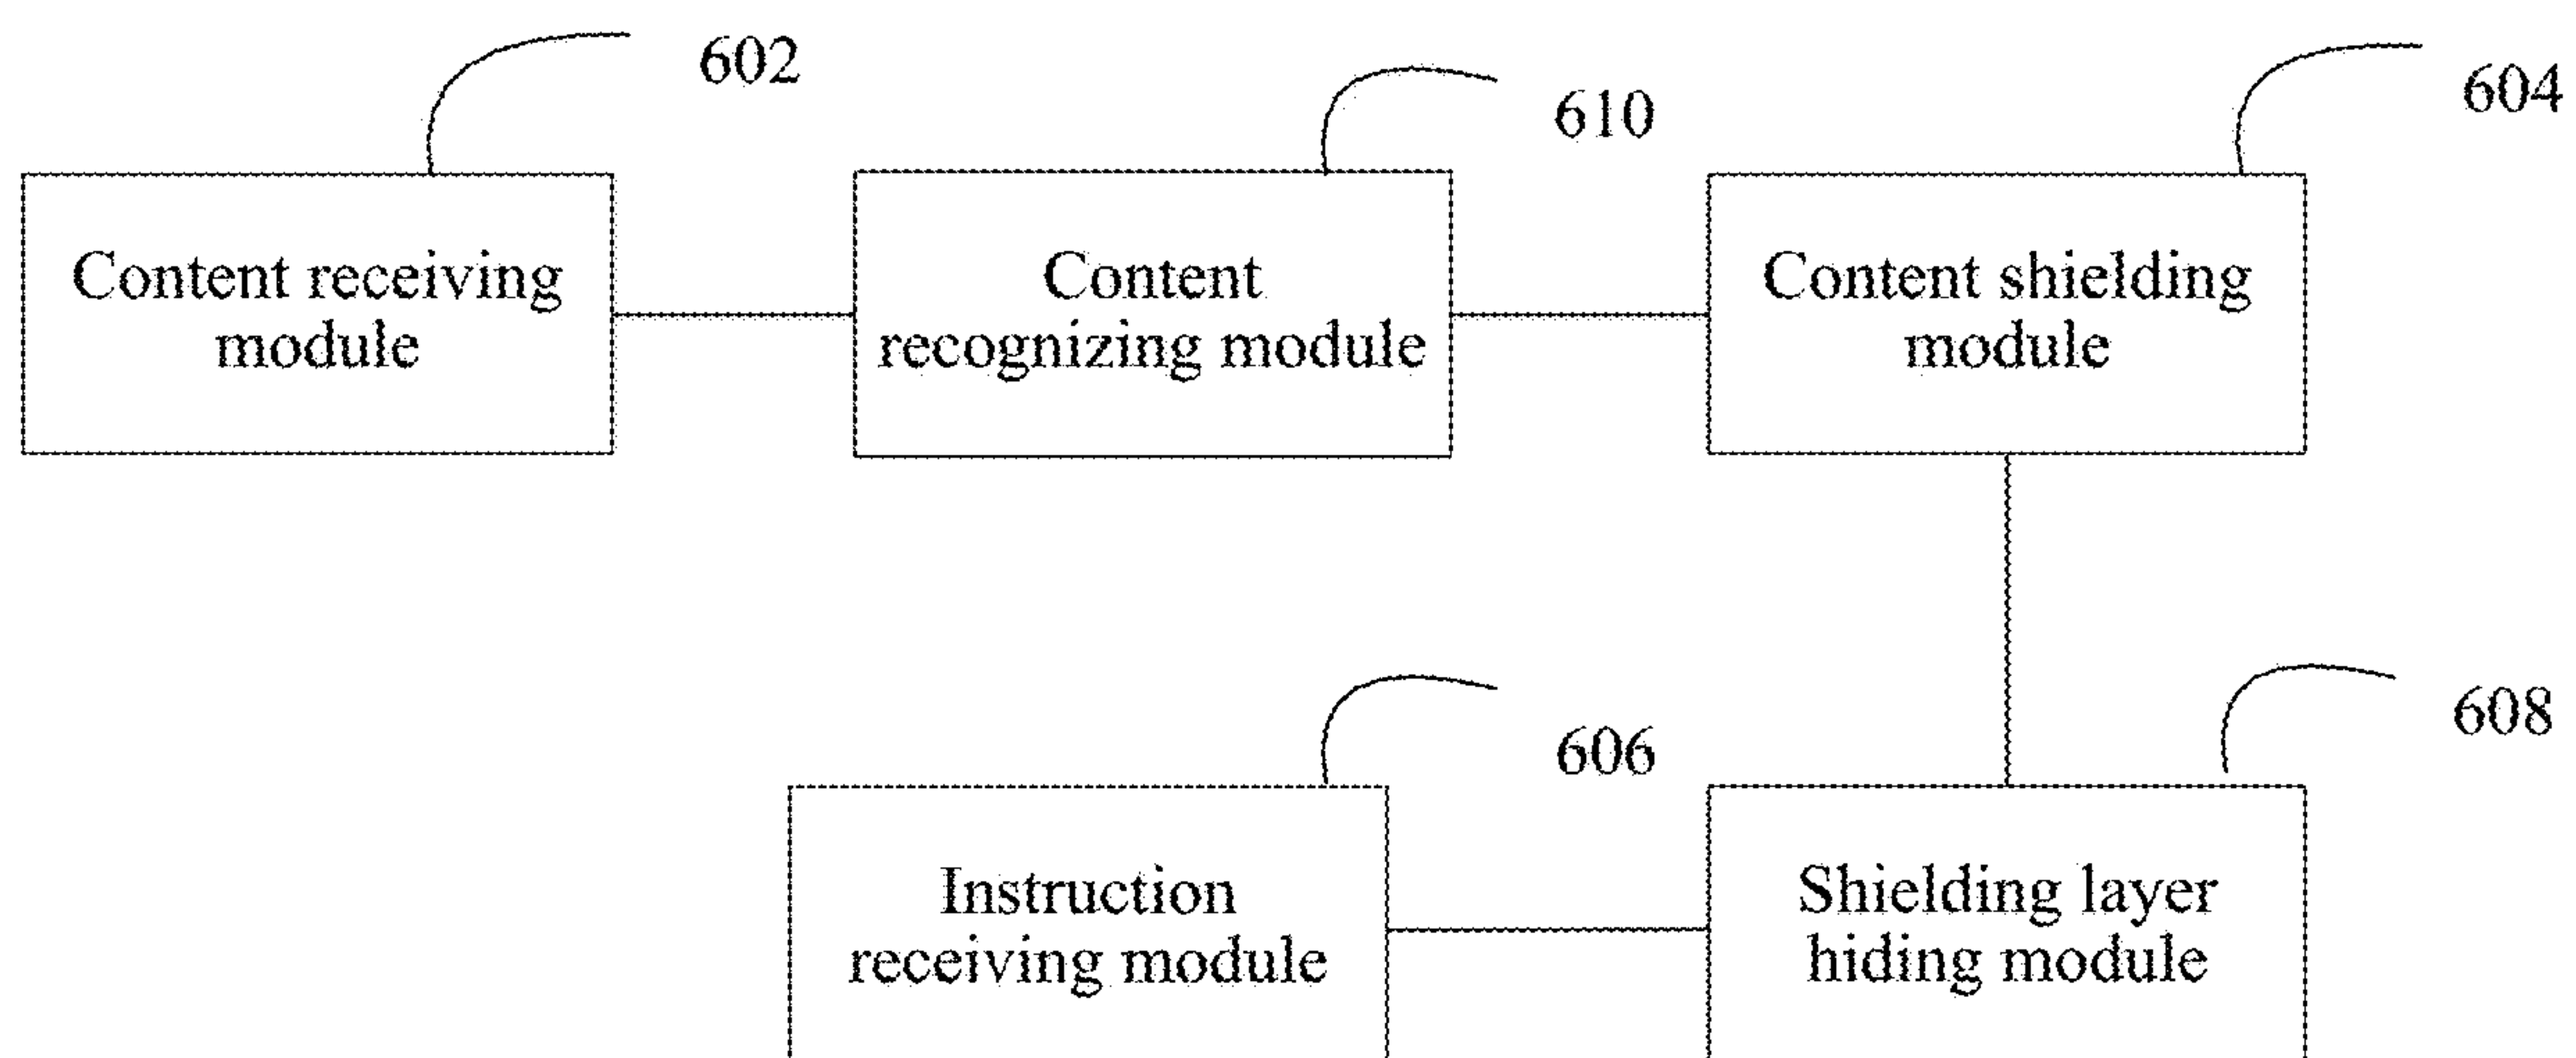 602
610
604
Content receiving
module
Content
recognizing module
Content shielding
module
606
608
Instruction
receiving module
Shielding layer
hiding module